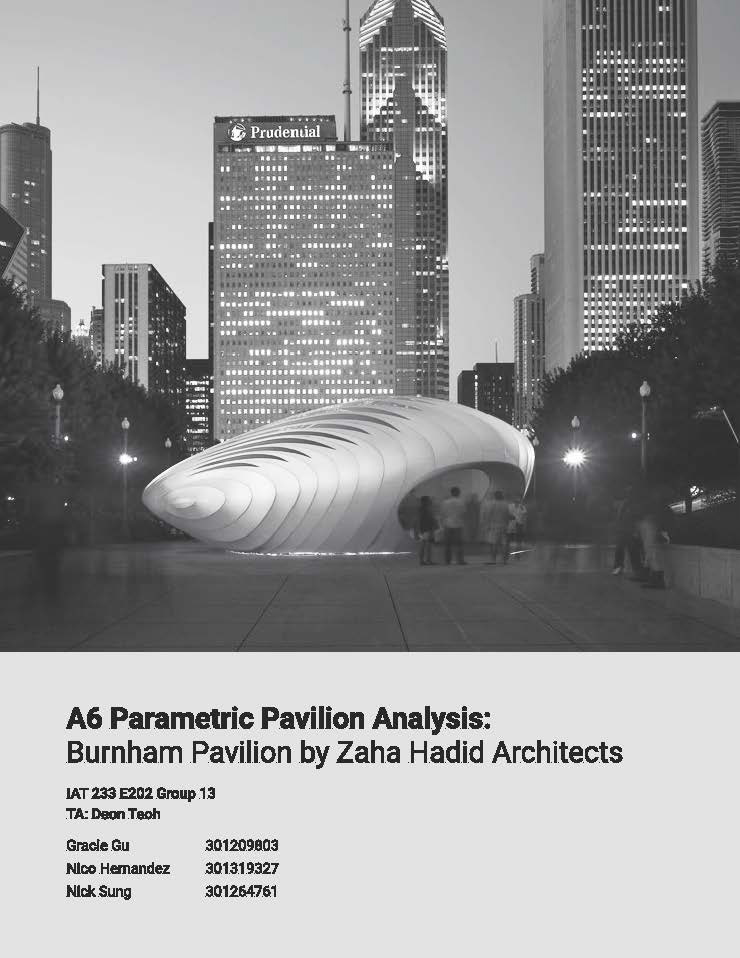 Prudential
A6 Parametric Pavilion Analysis:
Burnham Pavilion by Zaha Hadid Architects
IAT 233 E202 Group 13
TA: Deon Teoh
Gracie Gu 301209803
Nico Hernandez 301319327
Nick Sung 301264761